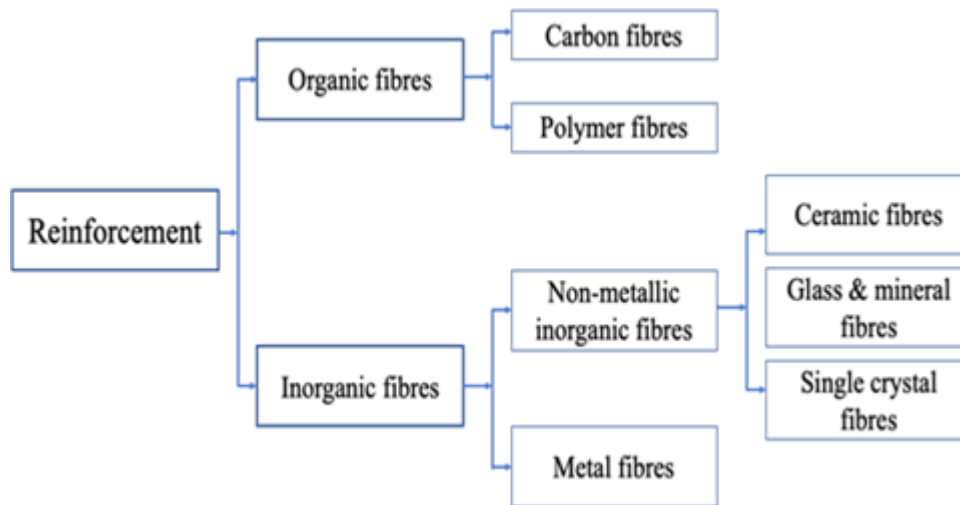 Reinforcement
Organic fibres
Carbon fibres
Polymer fibres
Inorganic fibres
Non-metallic
inorganic fibres
Ceramic fibres
Glass & mineral
fibres
Single crystal
fibres
Metal fibres